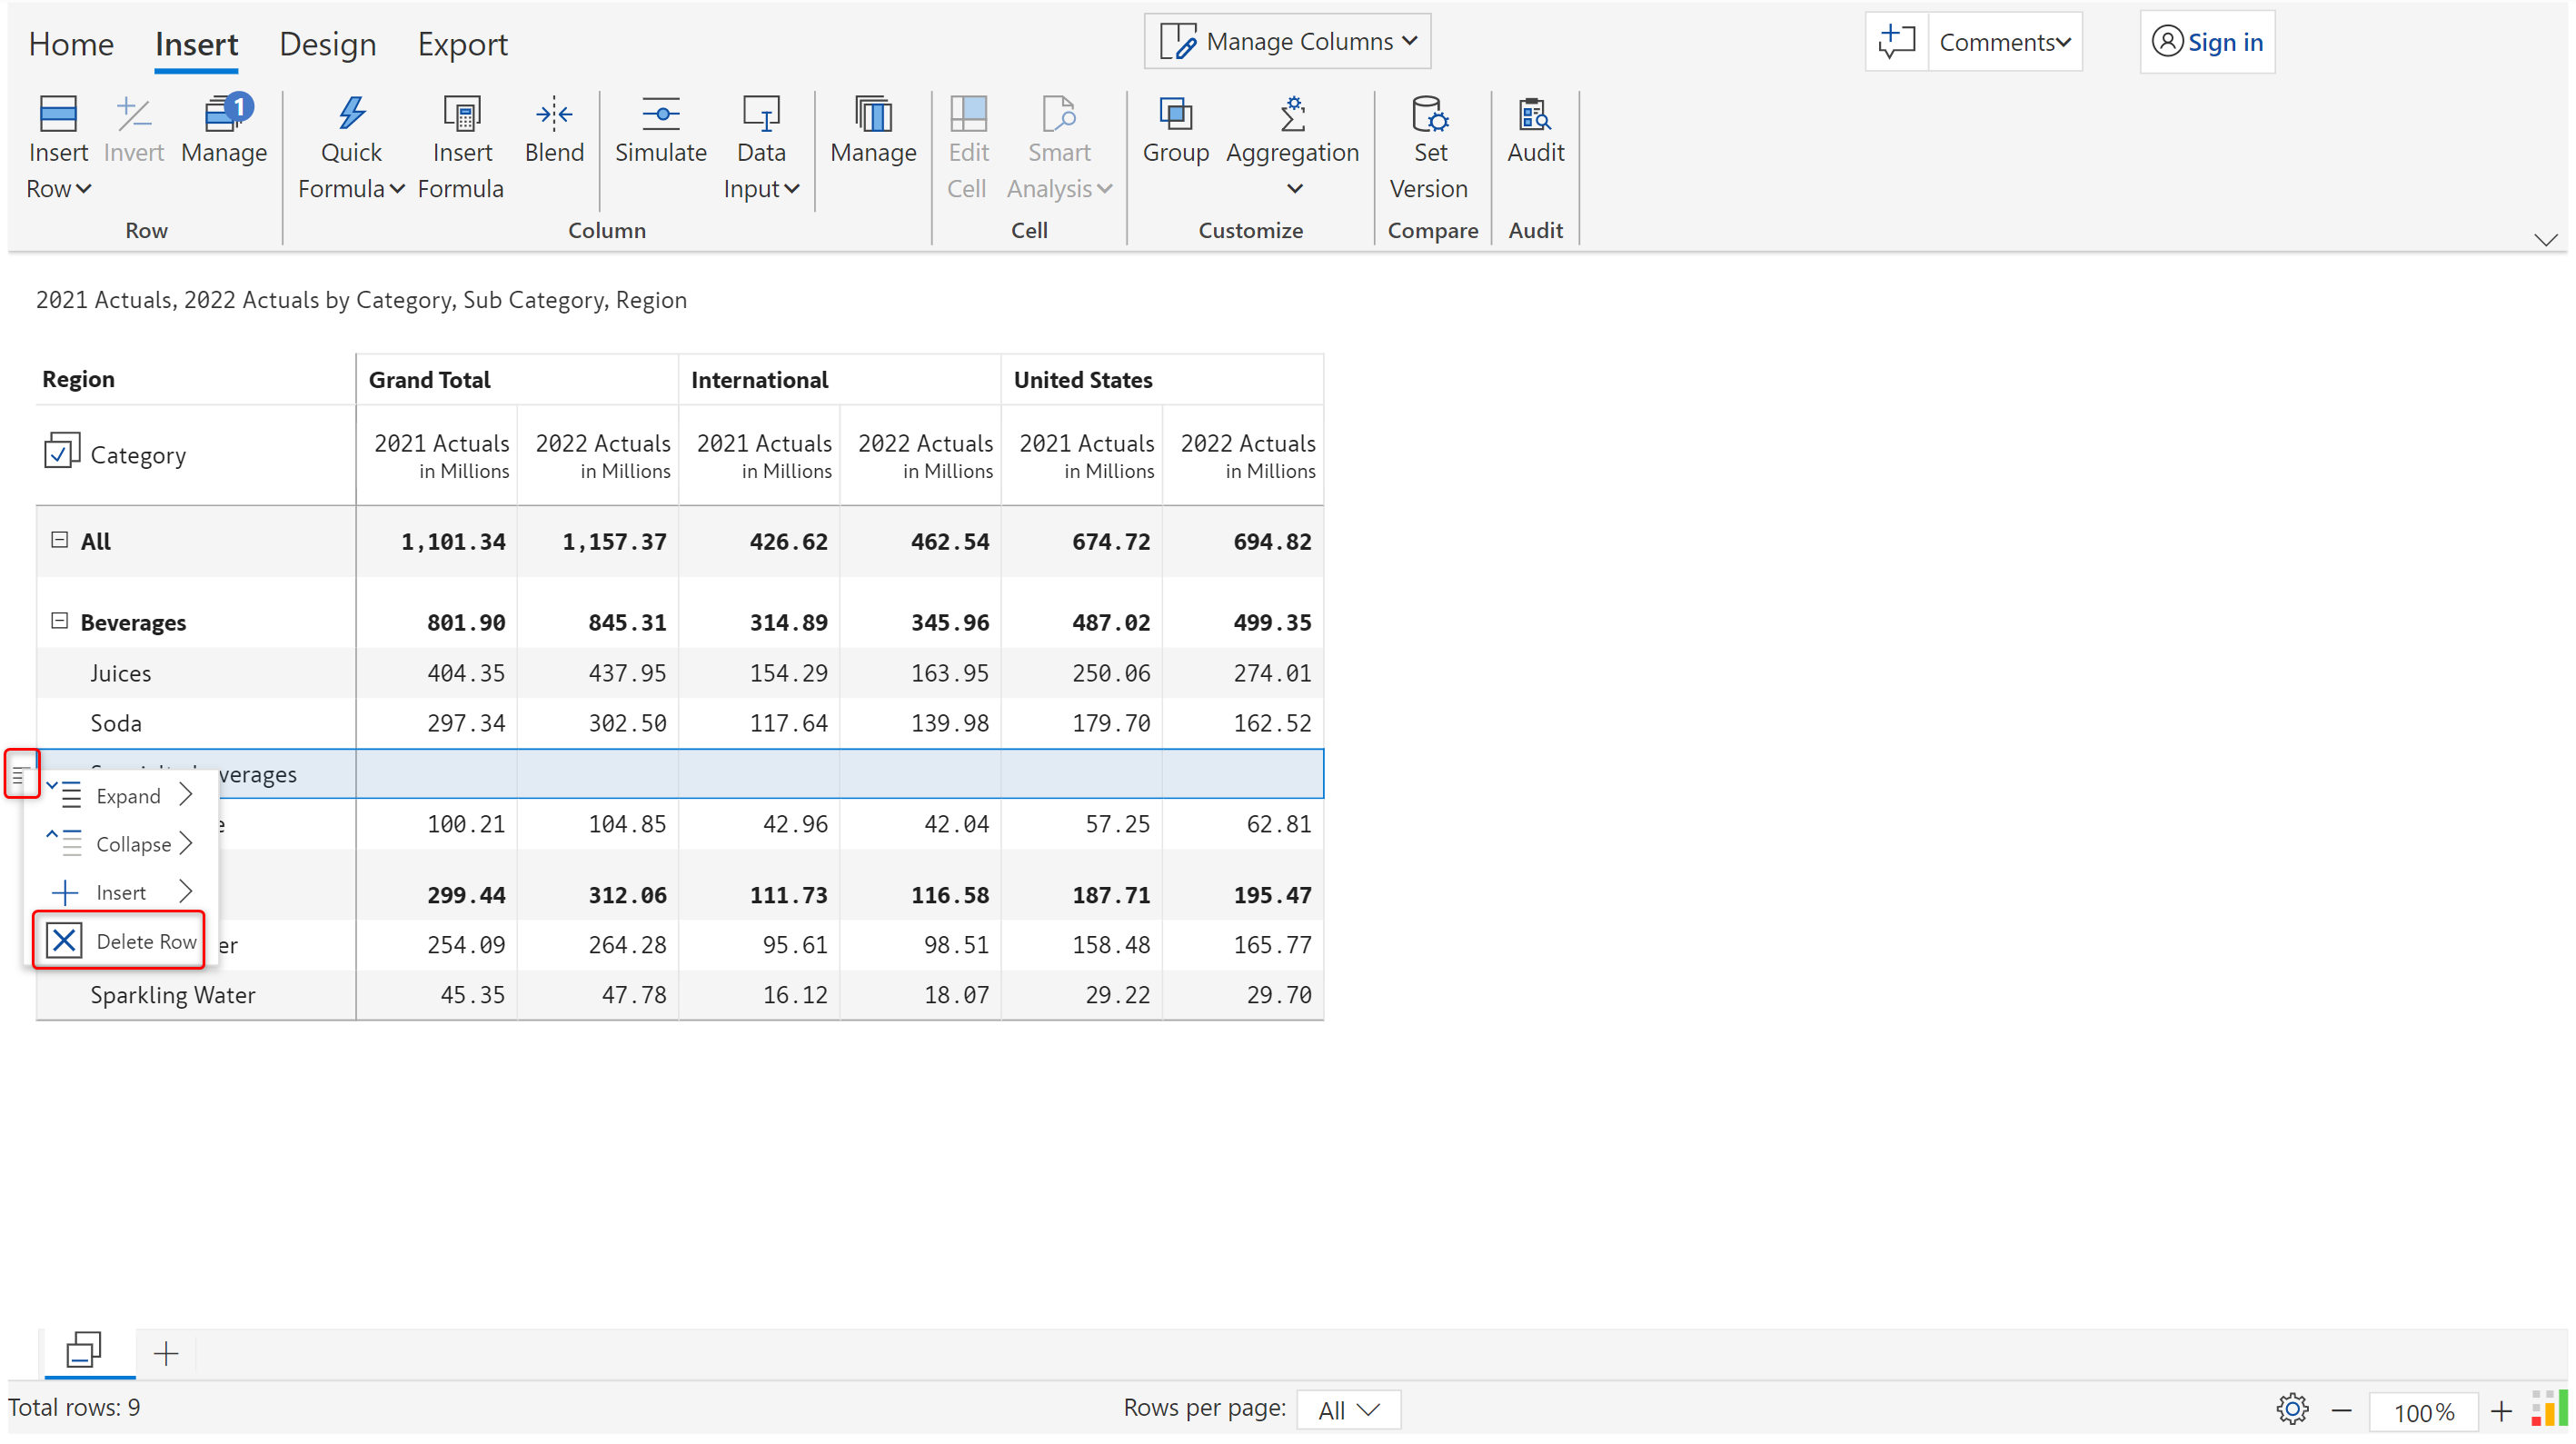 Home Insert Design Export Manage Columns Comments Sign in
Insert Invert Manage 1 Quick Insert Blend Simulate Data Manage Edit Smart Group Aggregation Set Audit
Row Formula Formula Input Cell Analysis Version
Row Column Cell Customize Compare Audit
2021 Actuals, 2022 Actuals by Category, Sub Category, Region
Region Grand Total International United States
Category 2021 Actuals 2022 Actuals 2021 Actuals 2022 Actuals 2021 Actuals 2022 Actuals
in Millions in Millions in Millions in Millions in Millions in Millions
All 1,101.34 1,157.37 426.62 462.54 674.72 694.82
Beverages 801.90 845.31 314.89 345.96 487.02 499.35
Juices 404.35 437.95 154.29 163.95 250.06 274.01
Soda 297.34 302.50 117.64 139.98 179.70 162.52
verages
Expand
e 100.21 104.85 42.96 42.04 57.25 62.81
Collapse
Insert 299.44 312.06 111.73 116.58 187.71 195.47
Delete Row er 254.09 264.28 95.61 98.51 158.48 165.77
Sparkling Water 45.35 47.78 16.12 18.07 29.22 29.70
Total rows: 9 Rows per page: All 100%